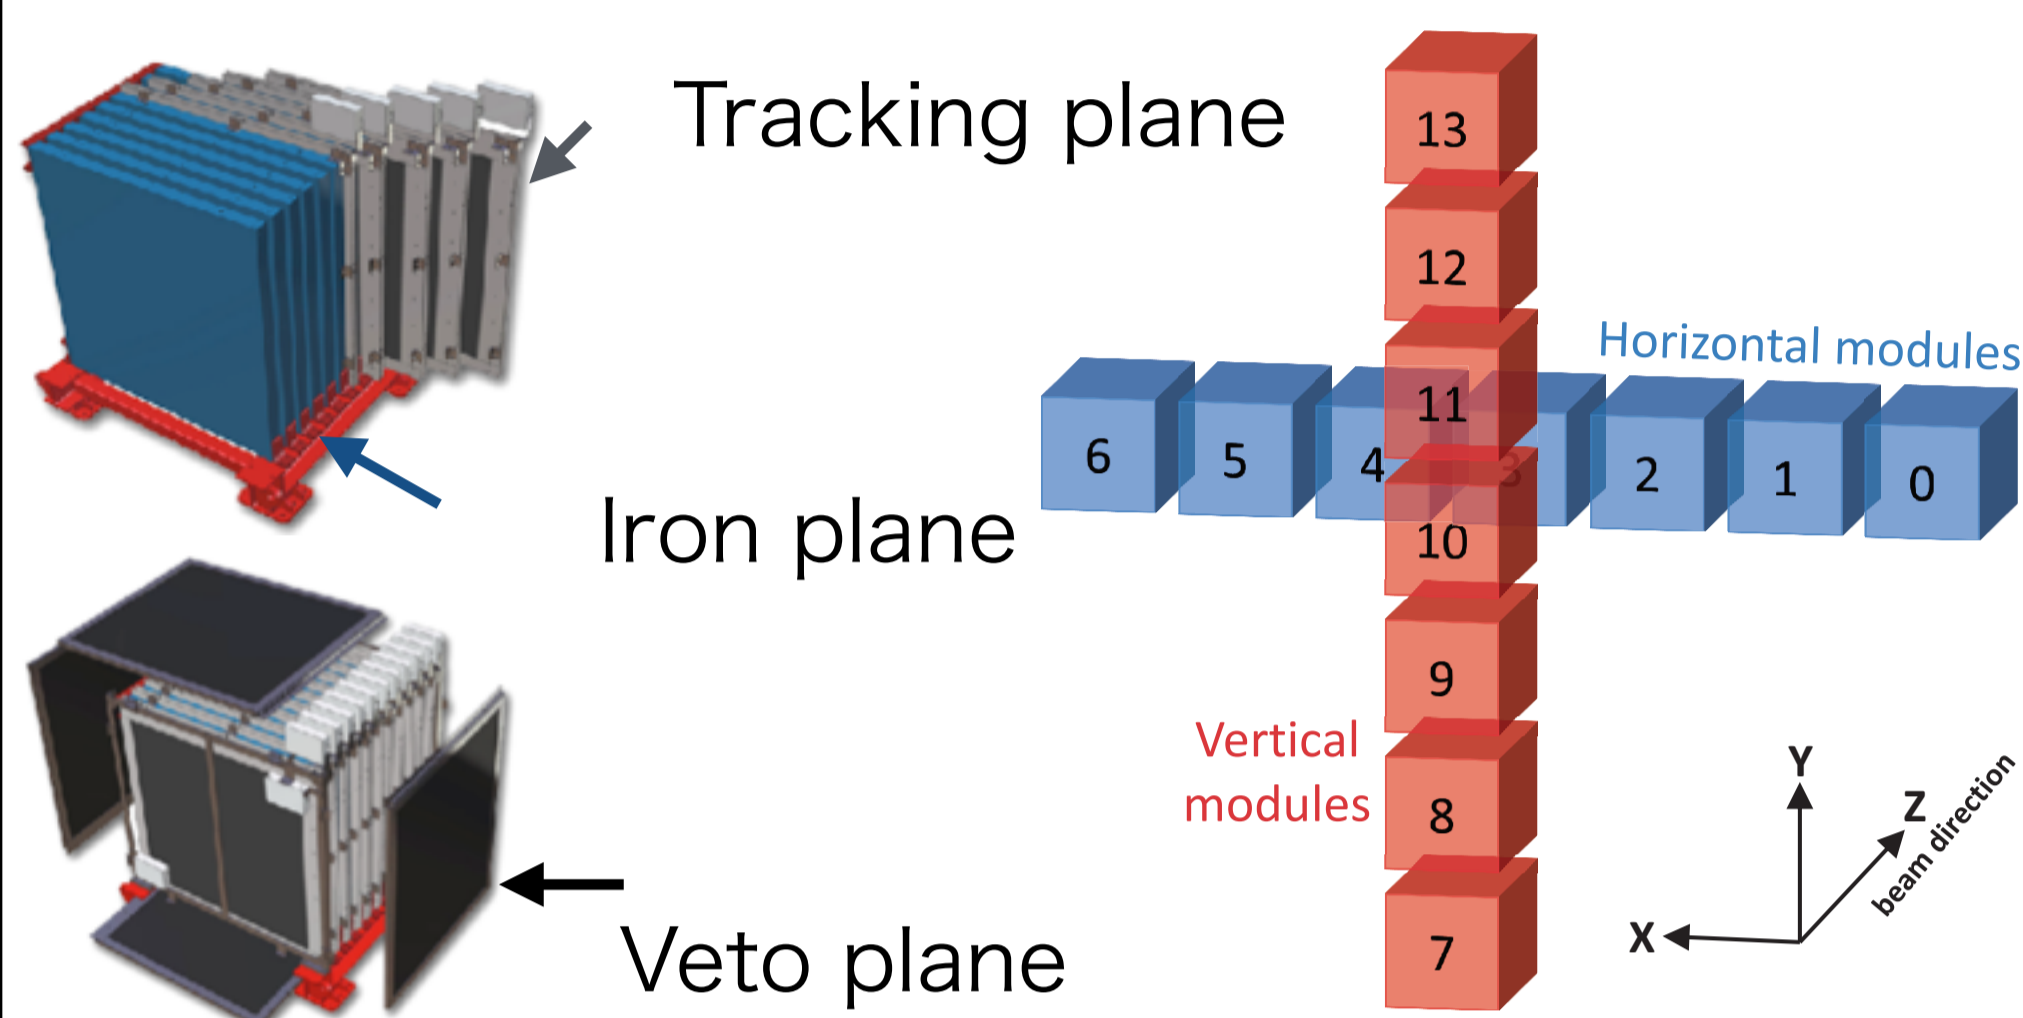 Tracking plane
Iron plane
Veto plane
13
12
11
10
9
8
7
Horizontal modules
6 5 4 3 2 1 0
Vertical
modules
Y
Z
X
beam direction